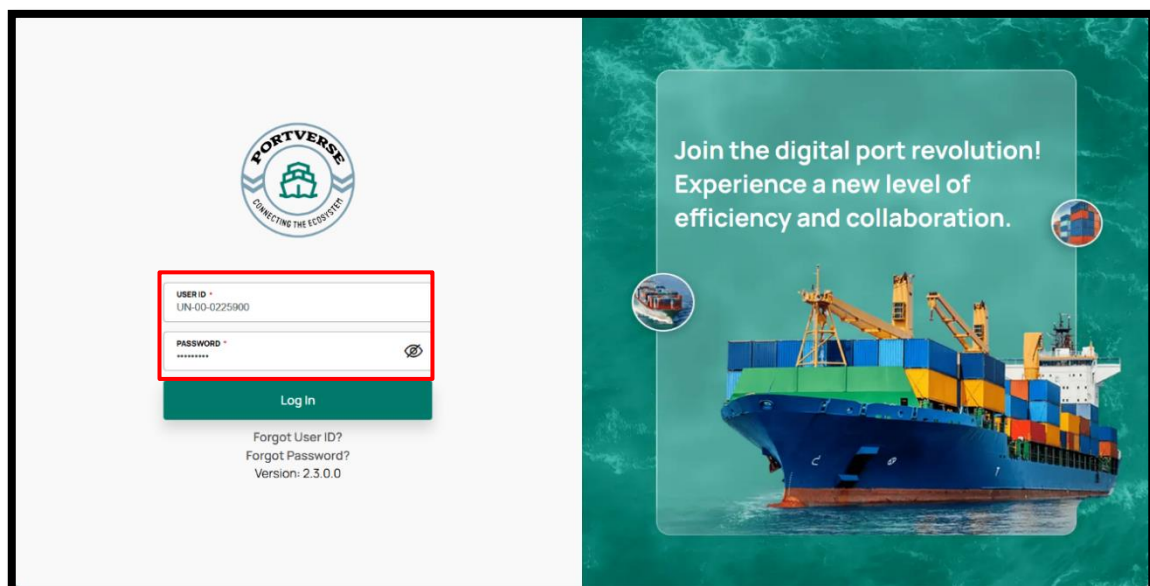 PORTVERSE
CONNECTING THE ECOSYSTEM
USER ID *
UN-00-0225900
PASSWORD *
*********
Log In
Forgot User ID?
Forgot Password?
Version: 2.3.0.0
Join the digital port revolution!
Experience a new level of
efficiency and collaboration.